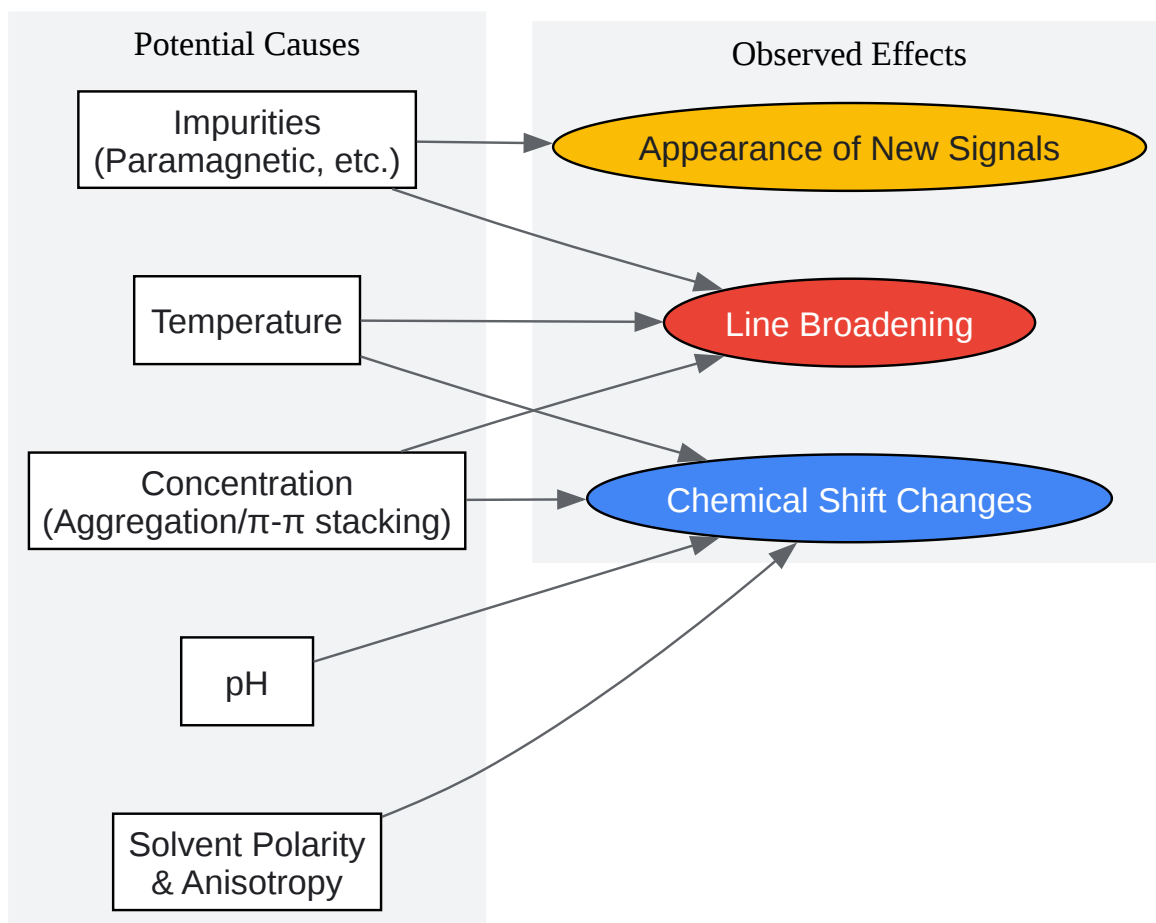 Potential Causes
Impurities
(Paramagnetic, etc.)
Temperature
Concentration
(Aggregation/π-π stacking)
pH
Solvent Polarity
& Anisotropy
Observed Effects
Appearance of New Signals
Line Broadening
Chemical Shift Changes